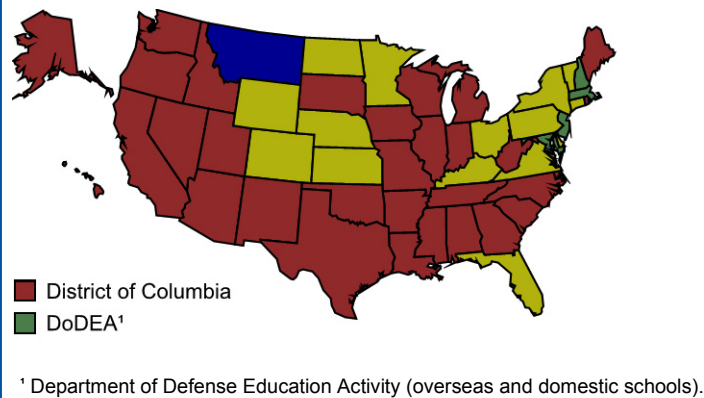 District of Columbia
DoDEA¹
¹ Department of Defense Education Activity (overseas and domestic schools).